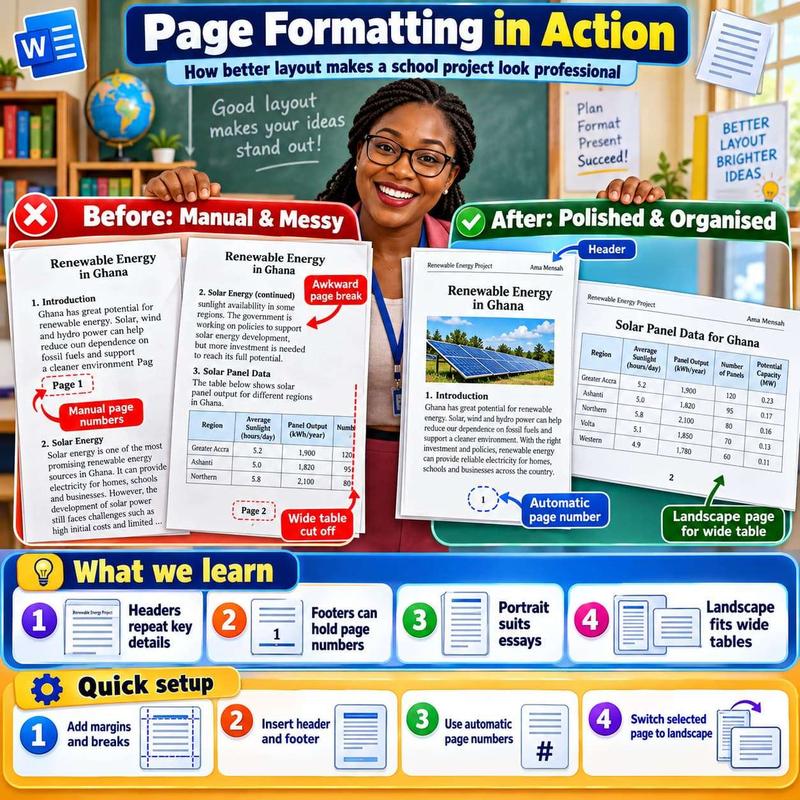 W
Page Formatting in Action
How better layout makes a school project look professional
Good layout
makes your ideas
stand out!
Plan
Format
Present
Succeed!
BETTER
LAYOUT
BRIGHTER
IDEAS
Before: Manual & Messy
Renewable Energy
in Ghana
1. Introduction
Ghana has great potential for
renewable energy. Solar, wind
and hydro power can help
reduce oun dependence on
fossil fuels and support
a cleaner environment Pag
Page 1
Manual page
numbers
2. Solar Energy
Solar energy is one of the most
promising renewable energy
sources in Ghana. It can provide
electricity for homes, schools
and businesses. However, the
development of solar power
still faces challenges such as
high initial costs and limited ...
Renewable Energy
in Ghana
2. Solar Energy (continued)
sunlight availability in some
regions. The government is
working on policies to support
solar energy development,
but more investment is needed
to reach its full potential.
Awkward
page break
3. Solar Panel Data
The table below shows solar
panel output for different regions
in Ghana.
Region Average Sunlight (hours/day) Panel Output (kWh/year) Numb
Greater Accra 5.2 1,900 120
Ashanti 5.0 1,820 95
Northern 5.8 2,100 80
Page 2
Wide table
cut off
After: Polished & Organised
Header
Renewable Energy Project Ama Mensah
Renewable Energy
in Ghana
1. Introduction
Ghana has great potential for renewable
energy. Solar, wind and hydro power can help
reduce our dependence on fossil fuels and
support a cleaner environment. With the right
investment and policies, renewable energy
can provide reliable electricity for homes,
schools and businesses across the country.
1
Automatic
page number
Renewable Energy Project Ama Mensah
Solar Panel Data for Ghana
Region Average Sunlight (hours/day) Panel Output (kWh/year) Number of Panels Potential Capacity (MW)
Greater Accra 5.2 1,900 120 0.23
Ashanti 5.0 1,820 95 0.17
Northern 5.8 2,100 80 0.16
Volta 5.1 1,850 70 0.13
Western 4.9 1,780 60 0.11
2
Landscape page
for wide table
What we learn
1 Headers
repeat key
details
Renewable Energy Project
2 Footers can
hold page
numbers
1
3 Portrait
suits
essays
4 Landscape
fits wide
tables
Quick setup
1 Add margins
and breaks
2 Insert header
and footer
3 Use automatic
page numbers
#
4 Switch selected
page to landscape